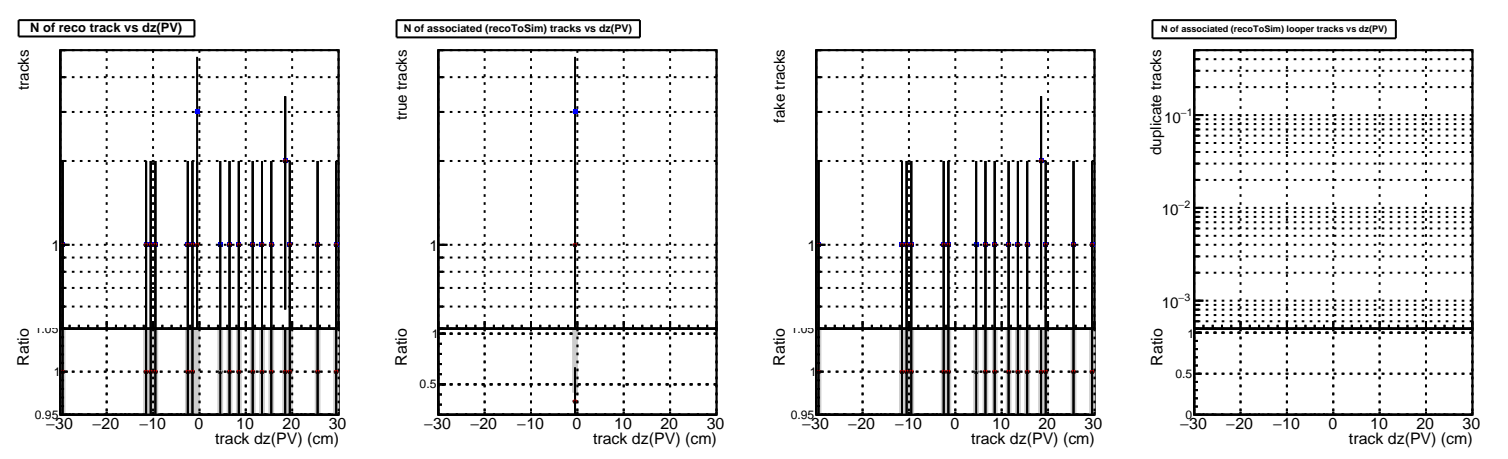 N of reco track vs dz(PV)
tracks
1
1.05
Ratio
1
0.95
−30 −20 −10 0 10 20 30
track dz(PV) (cm)
N of associated (recoToSim) tracks vs dz(PV)
true tracks
1
Ratio
1
0.5
−30 −20 −10 0 10 20 30
track dz(PV) (cm)
fake tracks
1
1.05
Ratio
1
0.95
−30 −20 −10 0 10 20 30
track dz(PV) (cm)
N of associated (recoToSim) looper tracks vs dz(PV)
duplicate tracks
10−1
10−2
10−3
Ratio
1
0.5
0
−30 −20 −10 0 10 20 30
track dz(PV) (cm)